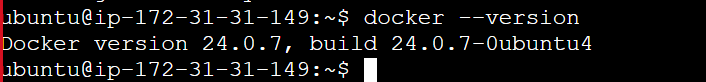 ubuntu@ip-172-31-31-149:~$ docker --version
Docker version 24.0.7, build 24.0.7-0ubuntu4
ubuntu@ip-172-31-31-149:~$